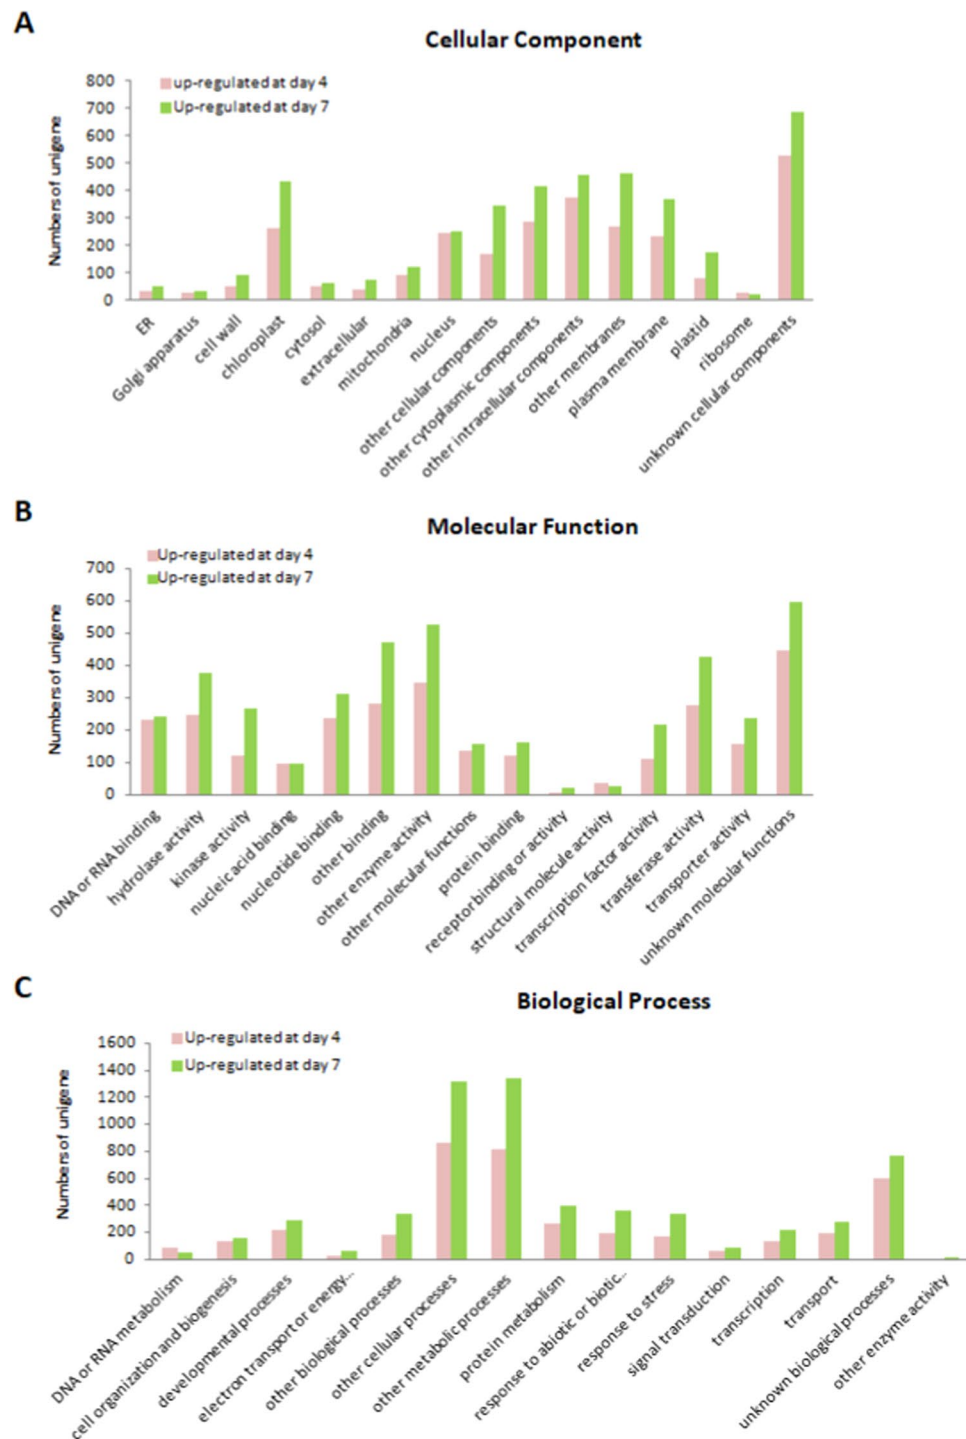 A
Cellular Component
up-regulated at day 4
Up-regulated at day 7
Numbers of unigene
800
700
600
500
400
300
200
100
0
ER
Golgi apparatus
cell wall
chloroplast
cytosol
extracellular
mitochondria
nucleus
other cellular components
other cytoplasmic components
other intracellular components
other membranes
plasma membrane
plastid
ribosome
unknown cellular components
B
Molecular Function
Up-regulated at day 4
Up-regulated at day 7
Numbers of unigene
700
600
500
400
300
200
100
0
DNA or RNA binding
hydrolase activity
kinase activity
nucleic acid binding
nucleotide binding
other binding
other enzyme activity
other molecular functions
protein binding
receptor binding or activity
structural molecule activity
transcription factor activity
transferase activity
transporter activity
unknown molecular functions
C
Biological Process
Up-regulated at day 4
Up-regulated at day 7
Numbers of unigene
1600
1400
1200
1000
800
600
400
200
0
DNA or RNA metabolism
cell organization and biogenesis
developmental processes
electron transport or energy...
other biological processes
other cellular processes
other metabolic processes
protein metabolism
response to abiotic or biotic..
response to stress
signal transduction
transcription
transport
unknown biological processes
other enzyme activity